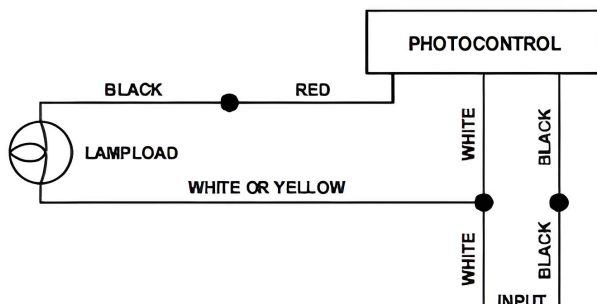 PHOTOCONTROL
BLACK
RED
WHITE
BLACK
LAMPLOAD
WHITE OR YELLOW
WHITE
BLACK
INPUT